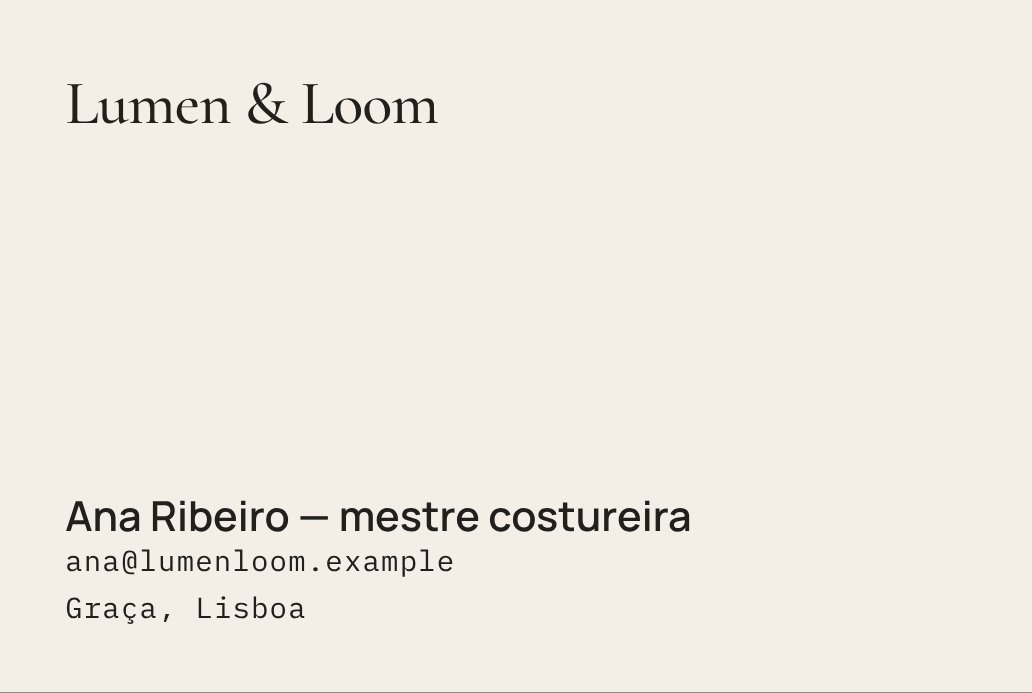 Lumen & Loom
Ana Ribeiro — mestre costureira
ana@lumenloom.example
Graça, Lisboa